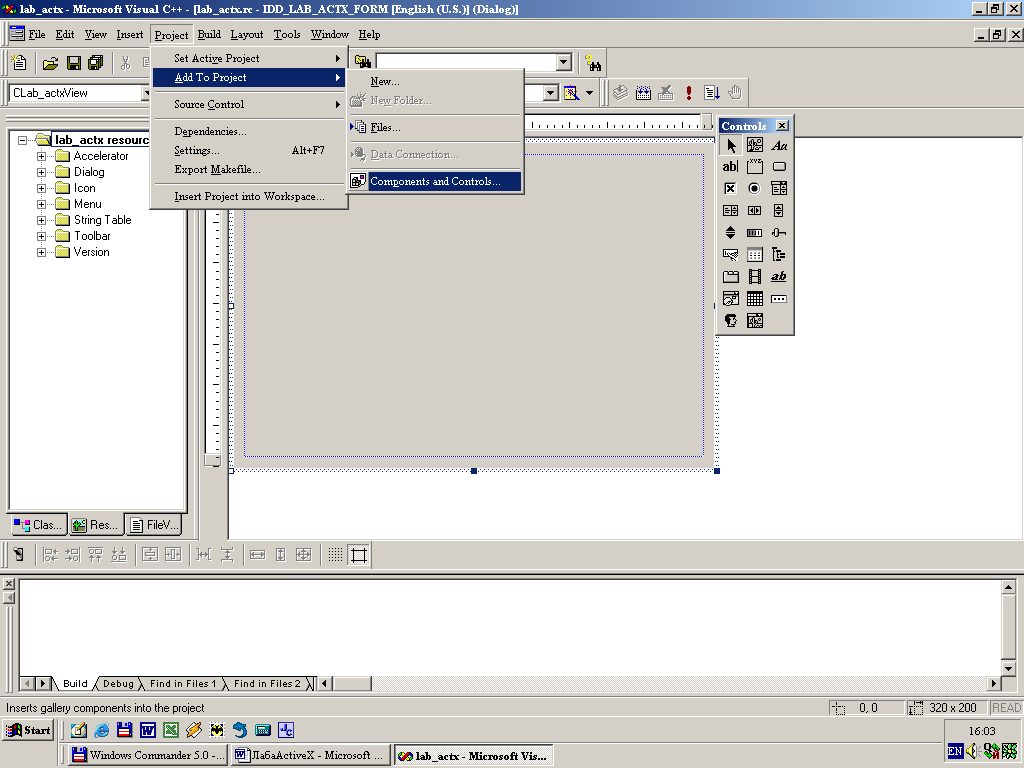 lab_actx - Microsoft Visual C++ - [lab_actx.rc - IDD_LAB_ACTX_FORM [English (U.S.)] (Dialog)]
File Edit View Insert Project Build Layout Tools Window Help
Set Active Project
Add To Project
Source Control
Dependencies...
Settings... Alt+F7
Export Makefile...
Insert Project into Workspace...
New...
New Folder...
Files...
Data Connection...
Components and Controls...
CLab_actxView
lab_actx resourc
Accelerator
Dialog
Icon
Menu
String Table
Toolbar
Version
Clas... Res... FileV...
Controls
Aa
ab|
xyz
ab
Build Debug Find in Files 1 Find in Files 2
Inserts gallery components into the project
0, 0 320 x 200 READ
Start
16:03
Windows Commander 5.0 -... ЛабаActiveX - Microsoft ... lab_actx - Microsoft Vis...
EN